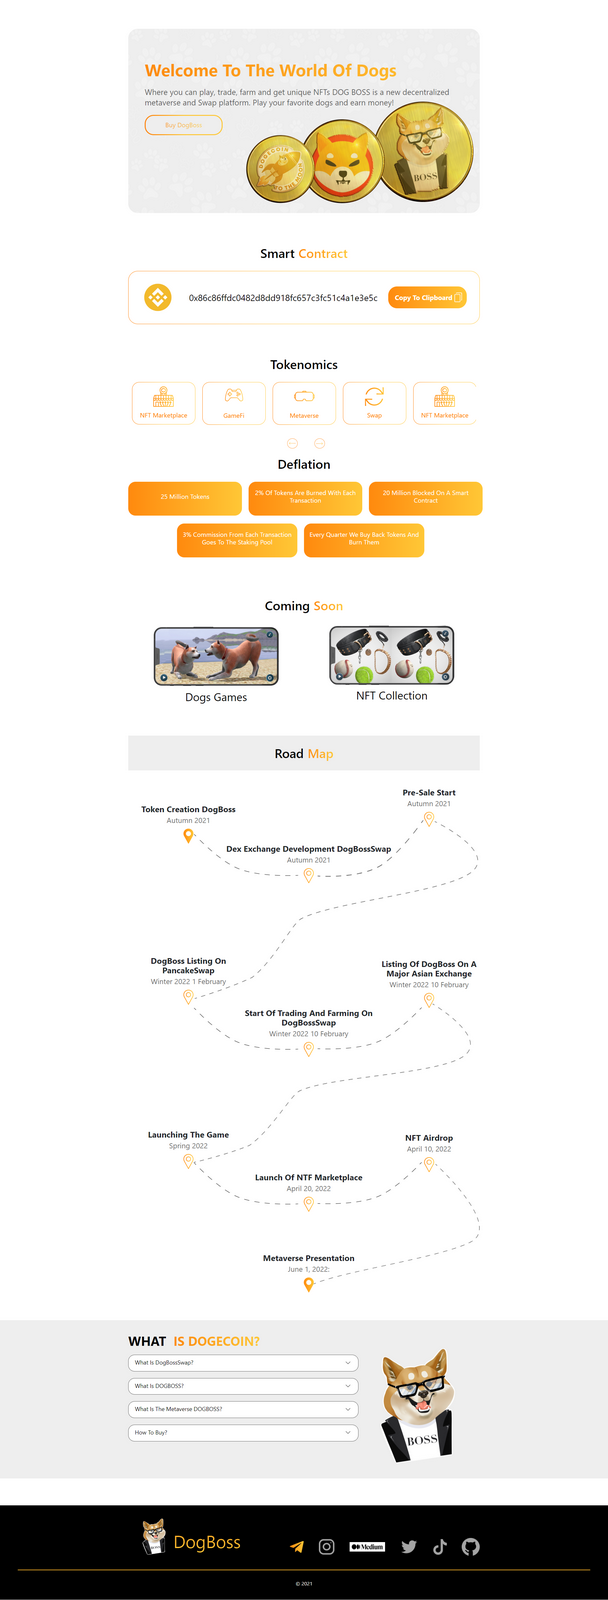 Welcome To The World Of Dogs
Where you can play, trade, farm and get unique NFTs DOG BOSS is a new decentralized
metaverse and Swap platform. Play your favorite dogs and earn money!
Buy DogBoss
DOGECOIN
TO THE MOON
BOSS
Smart Contract
0x86c86ffdc0482d8dd918fc657c3fc51c4a1e3e5c
Copy To Clipboard
Tokenomics
NFT Marketplace
GameFi
Metaverse
Swap
NFT Marketplace
Deflation
25 Million Tokens
2% Of Tokens Are Burned With Each
Transaction
20 Million Blocked On A Smart
Contract
3% Commission From Each Transaction
Goes To The Staking Pool
Every Quarter We Buy Back Tokens And
Burn Them
Coming Soon
Dogs Games
NFT Collection
Road Map
Pre-Sale Start
Autumn 2021
Token Creation DogBoss
Autumn 2021
Dex Exchange Development DogBossSwap
Autumn 2021
DogBoss Listing On
PancakeSwap
Winter 2022 1 February
Listing Of DogBoss On A
Major Asian Exchange
Winter 2022 10 February
Start Of Trading And Farming On
DogBossSwap
Winter 2022 10 February
Launching The Game
Spring 2022
NFT Airdrop
April 10, 2022
Launch Of NTF Marketplace
April 20, 2022
Metaverse Presentation
June 1, 2022:
WHAT IS DOGECOIN?
What Is DogBossSwap?
What Is DOGBOSS?
What Is The Metaverse DOGBOSS?
How To Buy?
BOSS
BOSS
DogBoss
Medium
© 2021